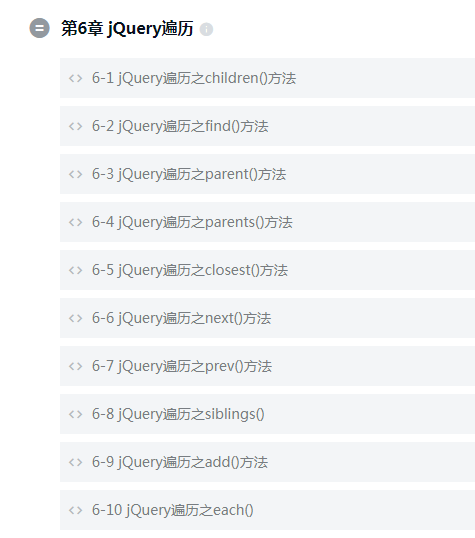 第6章 jQuery遍历
6-1 jQuery遍历之children()方法
6-2 jQuery遍历之find()方法
6-3 jQuery遍历之parent()方法
6-4 jQuery遍历之parents()方法
6-5 jQuery遍历之closest()方法
6-6 jQuery遍历之next()方法
6-7 jQuery遍历之prev()方法
6-8 jQuery遍历之siblings()
6-9 jQuery遍历之add()方法
6-10 jQuery遍历之each()